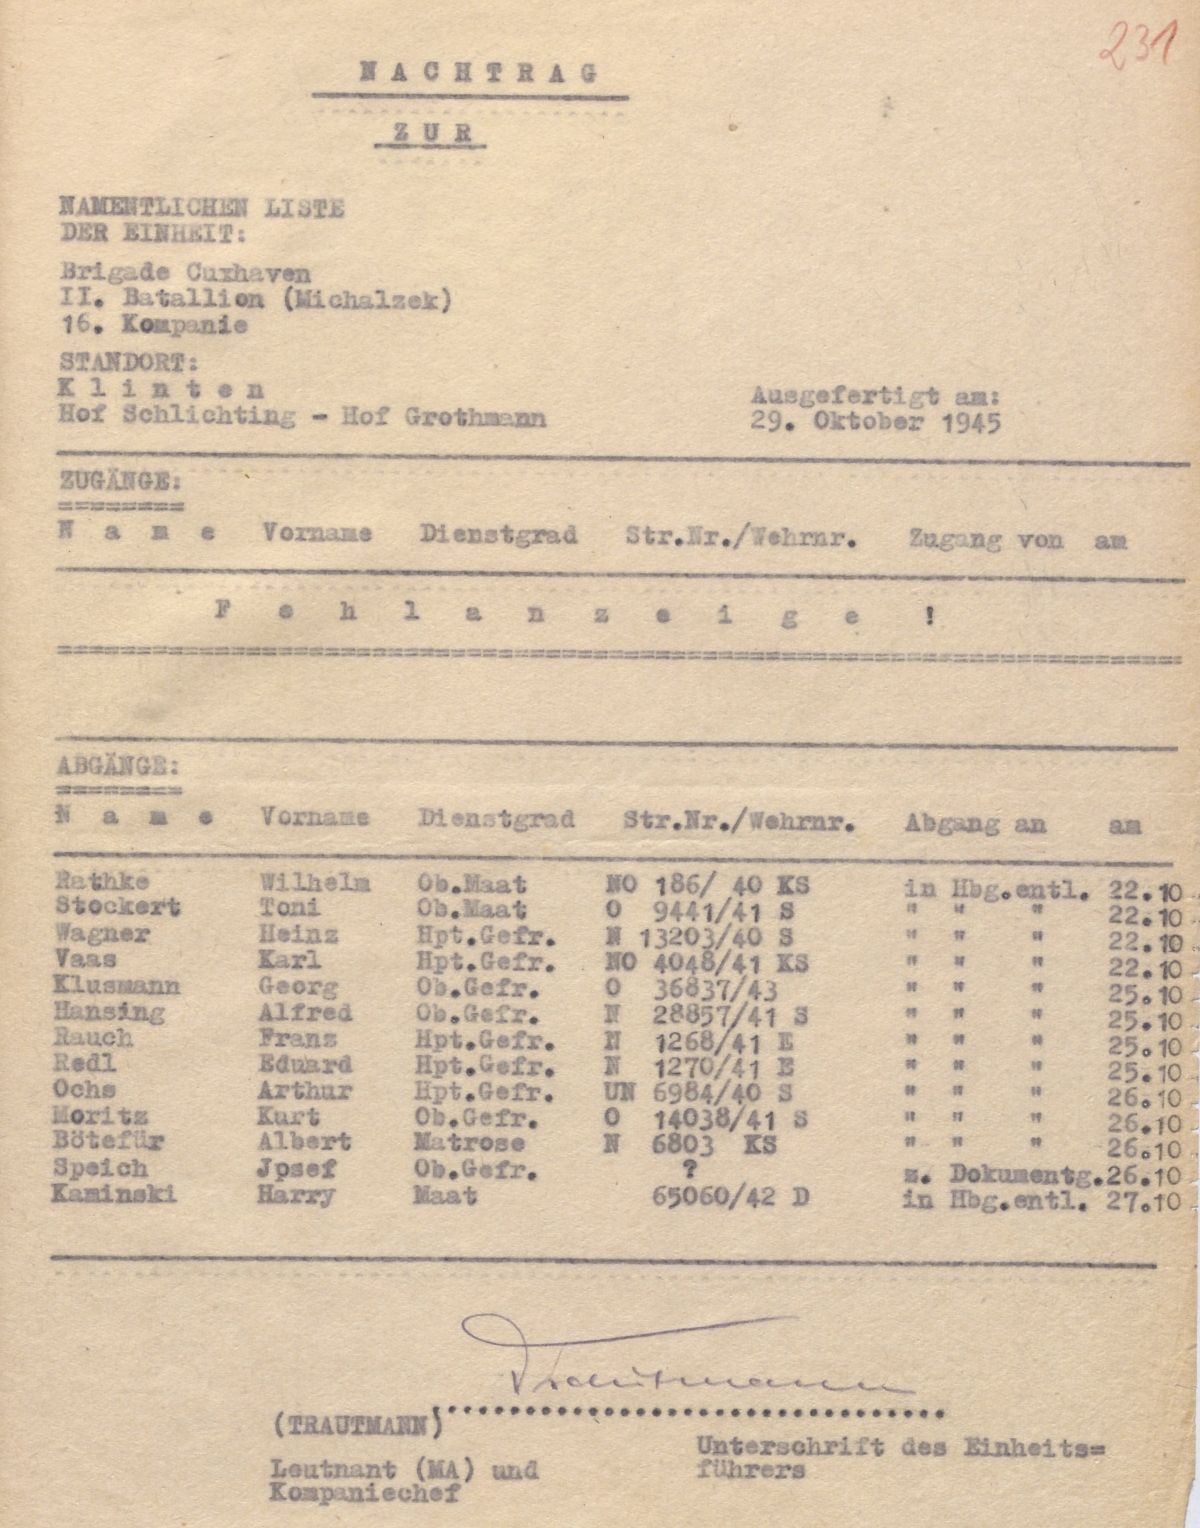 231
N A C H T R A G
Z U R
NAMENTLICHEN LISTE
DER EINHEIT:
Brigade Cuxhaven
II. Batallion (Michalzek)
16. Kompanie
STANDORT:
K l i n t e n
Hof Schlichting - Hof Grothmann
Ausgefertigt am:
29. Oktober 1945
ZUGÄNGE:
========
N a m e Vorname Dienstgrad Str.Nr./Wehrnr. Zugang von am
F e h l a n z e i g e !
ABGÄNGE:
========
N a m e Vorname Dienstgrad Str.Nr./Wehrnr. Abgang an am
Rathke Wilhelm Ob.Maat NO 186/ 40 KS in Hbg.entl. 22.10
Stockert Toni Ob.Maat O 9441/41 S " " " 22.10
Wagner Heinz Hpt.Gefr. N 13203/40 S " " " 22.10
Vaas Karl Hpt.Gefr. NO 4048/41 KS " " " 22.10
Klusmann Georg Ob.Gefr. O 36837/43 " " " 25.10
Hansing Alfred Ob.Gefr. N 28857/41 S " " " 25.10
Rauch Franz Hpt.Gefr. N 1268/41 E " " " 25.10
Redl Eduard Hpt.Gefr. N 1270/41 E " " " 25.10
Ochs Arthur Hpt.Gefr. UN 6984/40 S " " " 26.10
Moritz Kurt Ob.Gefr. O 14038/41 S " " " 26.10
Bötefür Albert Matrose N 6803 KS " " " 26.10
Speich Josef Ob.Gefr. ? z. Dokumentg.26.10
Kaminski Harry Maat 65060/42 D in Hbg.entl. 27.10
Trautmann
(TRAUTMANN)
Leutnant (MA) und
Kompaniechef
Unterschrift des Einheits=
führers